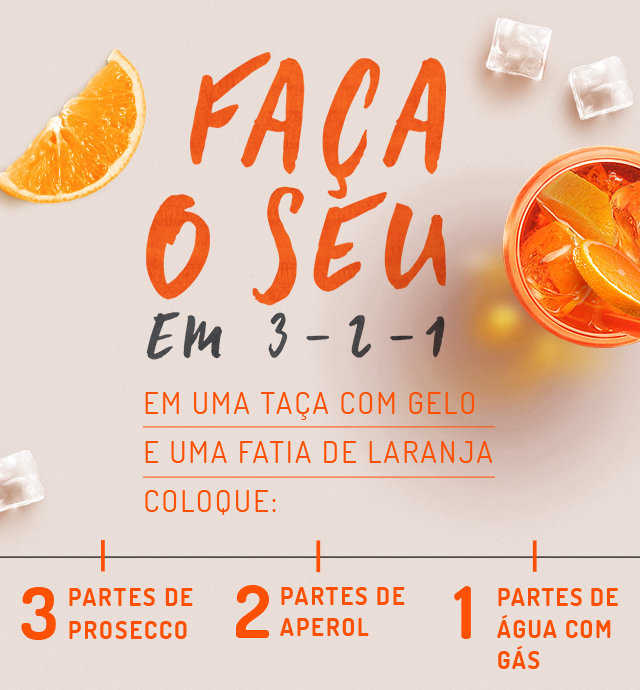 FAÇA
O SEU
EM 3-2-1
EM UMA TAÇA COM GELO
E UMA FATIA DE LARANJA
COLOQUE:
3 PARTES DE
PROSECCO
2 PARTES DE
APEROL
1 PARTES DE
ÁGUA COM
GÁS